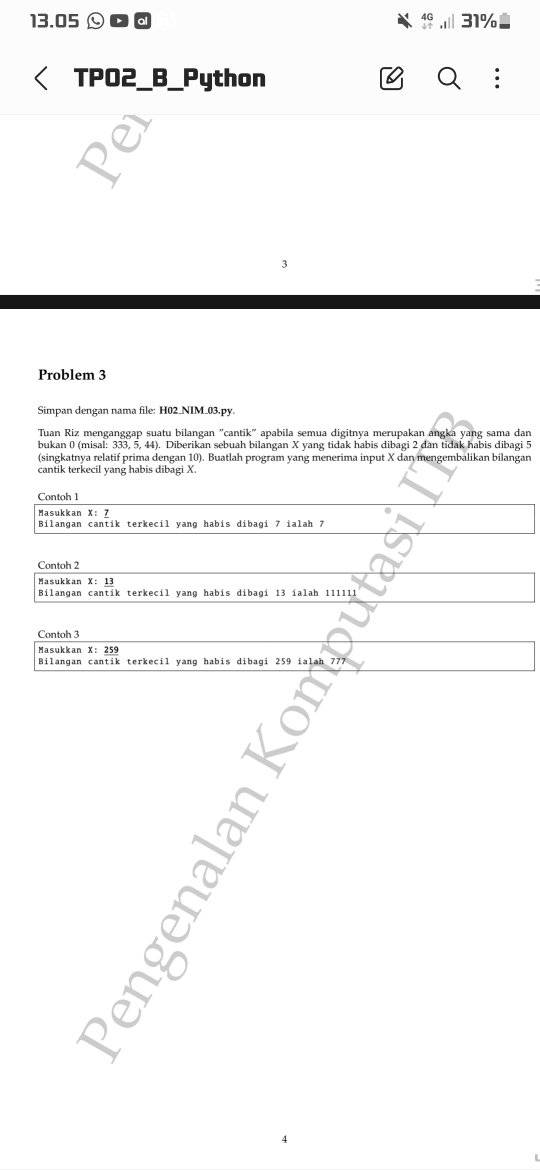 13.05 4G 31%
TP02_B_Python
3
Problem 3
Simpan dengan nama file: H02_NIM_03.py.
Tuan Riz menganggap suatu bilangan "cantik" apabila semua digitnya merupakan angka yang sama dan
bukan 0 (misal: 333, 5, 44). Diberikan sebuah bilangan X yang tidak habis dibagi 2 dan tidak habis dibagi 5
(singkatnya relatif prima dengan 10). Buatlah program yang menerima input X dan mengembalikan bilangan
cantik terkecil yang habis dibagi X.
Contoh 1
Masukkan X: 7
Bilangan cantik terkecil yang habis dibagi 7 ialah 7
Contoh 2
Masukkan X: 13
Bilangan cantik terkecil yang habis dibagi 13 ialah 111111
Contoh 3
Masukkan X: 259
Bilangan cantik terkecil yang habis dibagi 259 ialah 777
Pengenalan Komputasi ITB
4